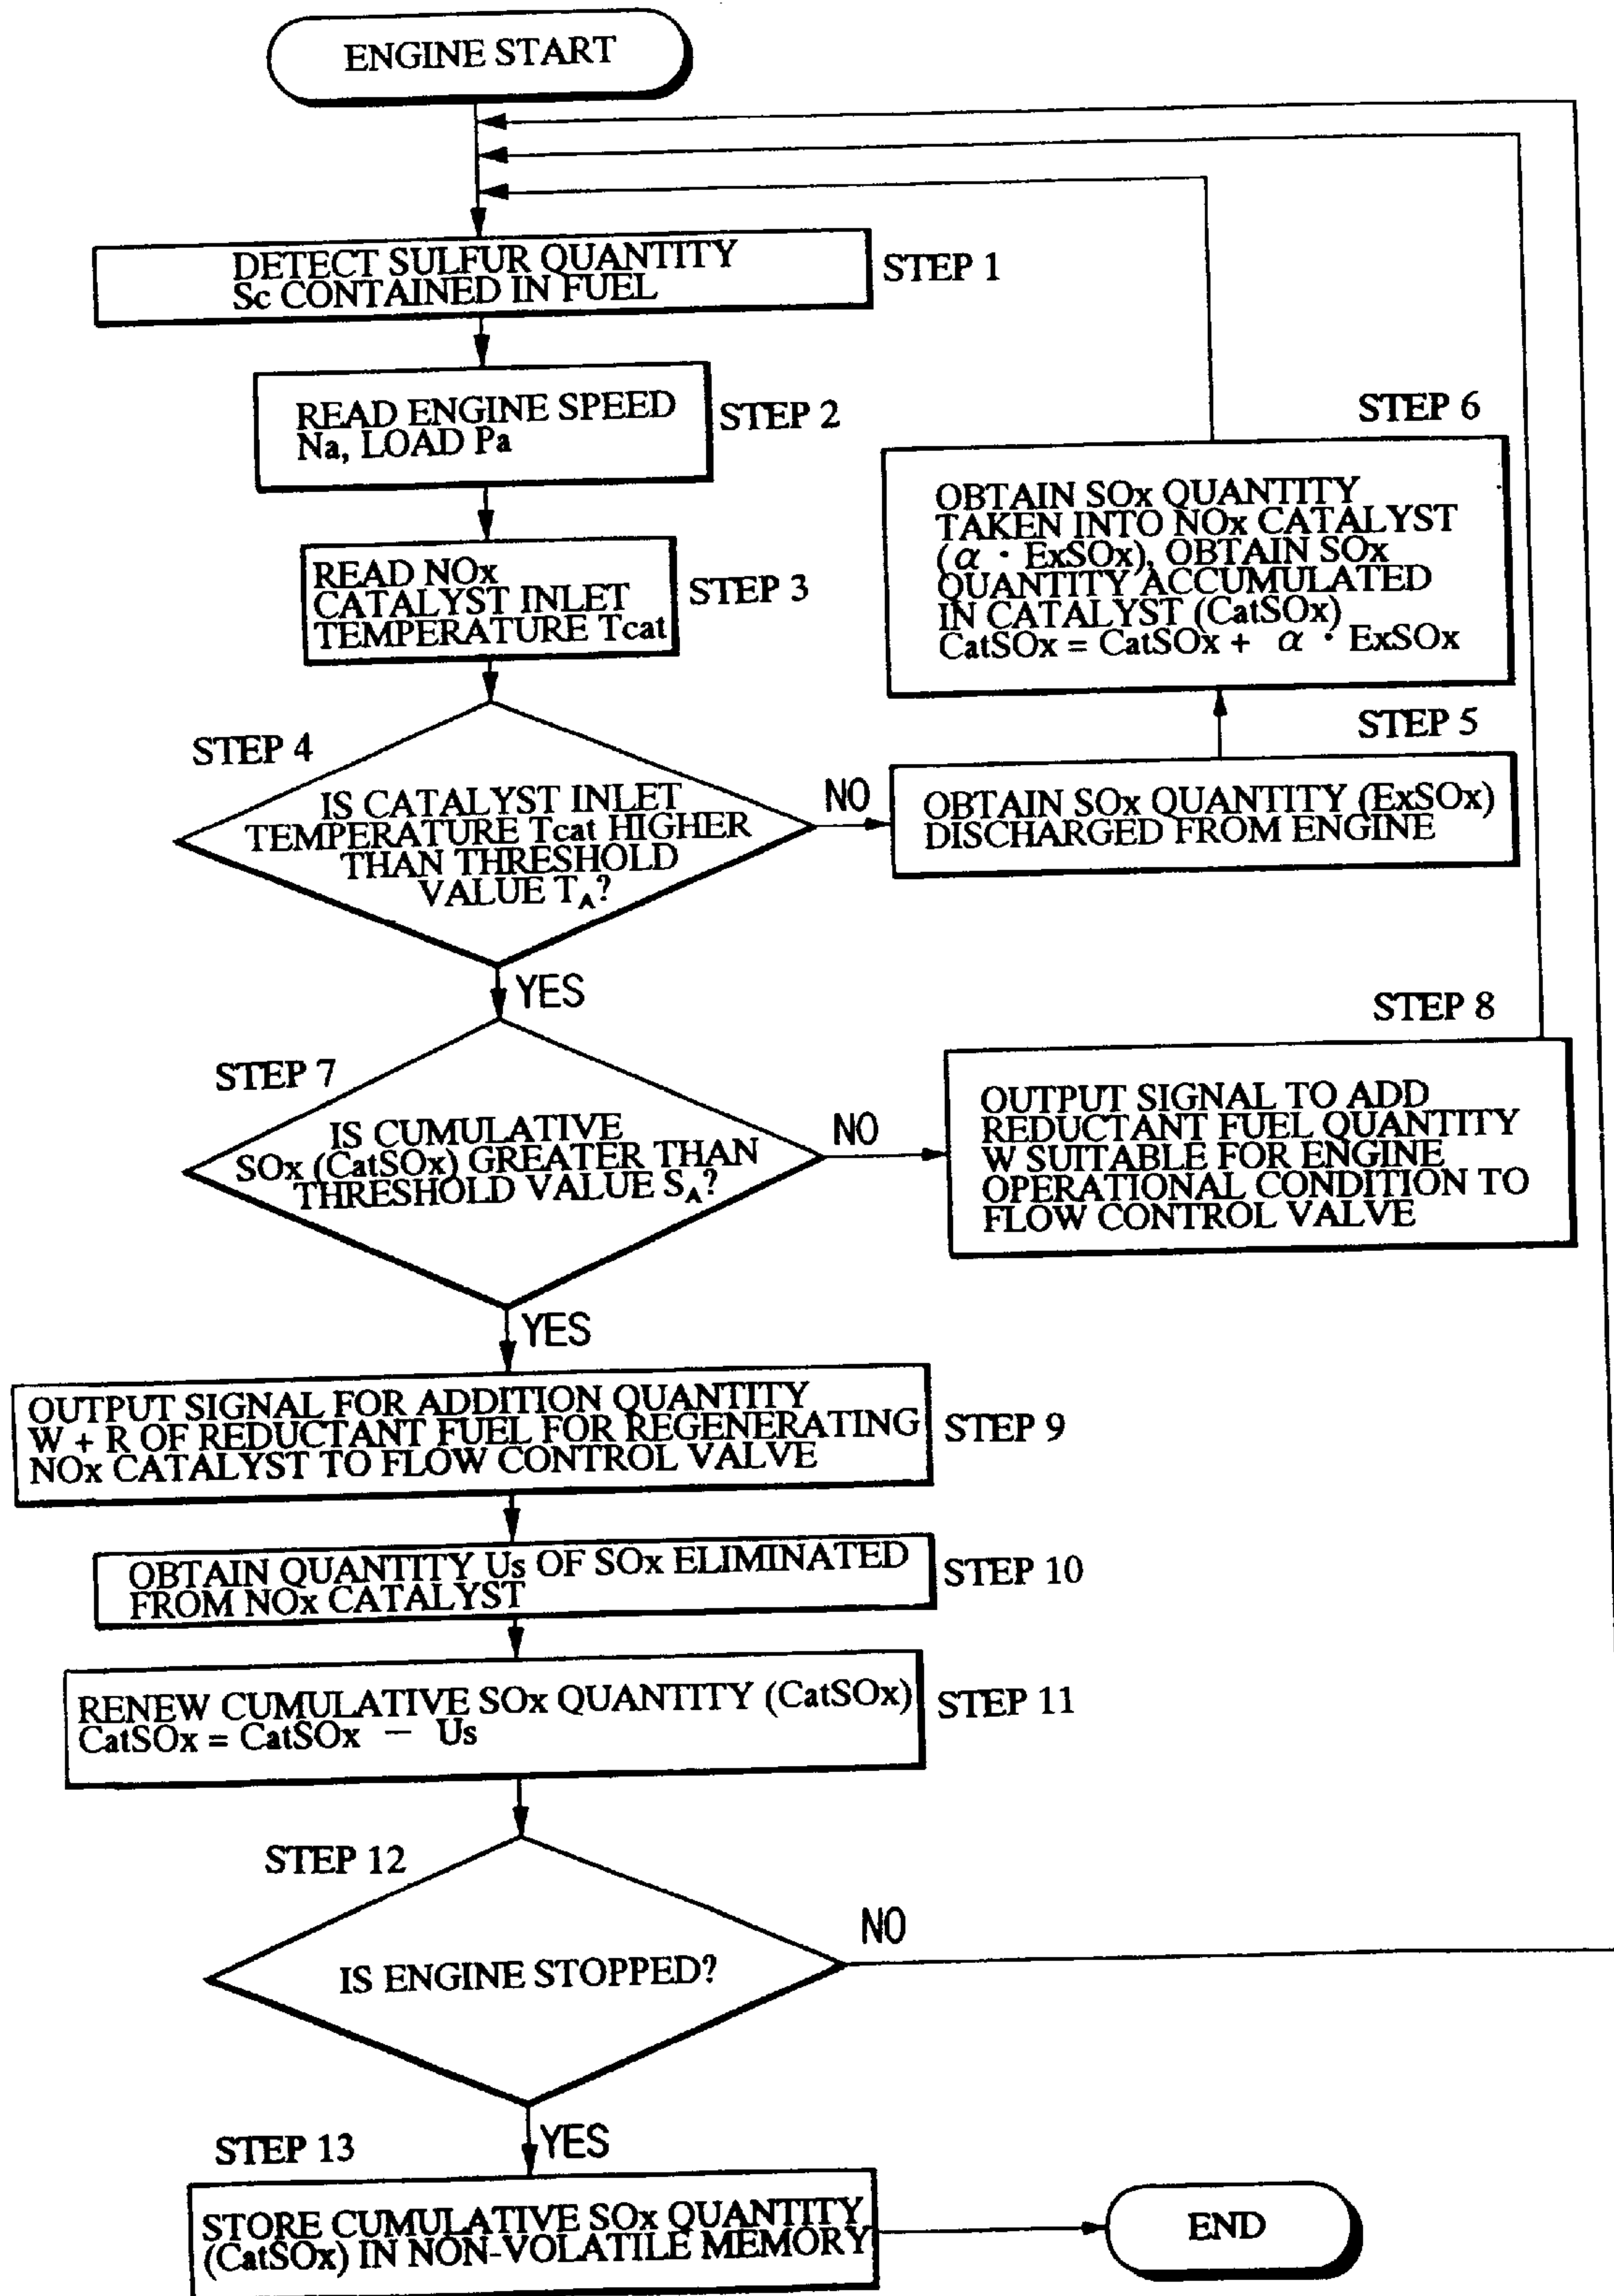 ENGINE START
DETECT SULFUR QUANTITY
Sc CONTAINED IN FUEL
STEP 1
READ ENGINE SPEED
Na, LOAD Pa
STEP 2
READ NOx
CATALYST INLET
TEMPERATURE Tcat
STEP 3
STEP 4
IS CATALYST INLET
TEMPERATURE Tcat HIGHER
THAN THRESHOLD
VALUE T_A?
NO
YES
STEP 5
OBTAIN SOx QUANTITY (ExSOx)
DISCHARGED FROM ENGINE
STEP 6
OBTAIN SOx QUANTITY
TAKEN INTO NOx CATALYST
(α · ExSOx), OBTAIN SOx
QUANTITY ACCUMULATED
IN CATALYST (CatSOx)
CatSOx = CatSOx + α · ExSOx
STEP 7
IS CUMULATIVE
SOx (CatSOx) GREATER THAN
THRESHOLD VALUE S_A?
NO
YES
STEP 8
OUTPUT SIGNAL TO ADD
REDUCTANT FUEL QUANTITY
W SUITABLE FOR ENGINE
OPERATIONAL CONDITION TO
FLOW CONTROL VALVE
OUTPUT SIGNAL FOR ADDITION QUANTITY
W + R OF REDUCTANT FUEL FOR REGENERATING
NOx CATALYST TO FLOW CONTROL VALVE
STEP 9
OBTAIN QUANTITY Us OF SOx ELIMINATED
FROM NOx CATALYST
STEP 10
RENEW CUMULATIVE SOx QUANTITY (CatSOx)
CatSOx = CatSOx − Us
STEP 11
STEP 12
IS ENGINE STOPPED?
NO
YES
STEP 13
STORE CUMULATIVE SOx QUANTITY
(CatSOx) IN NON-VOLATILE MEMORY
END